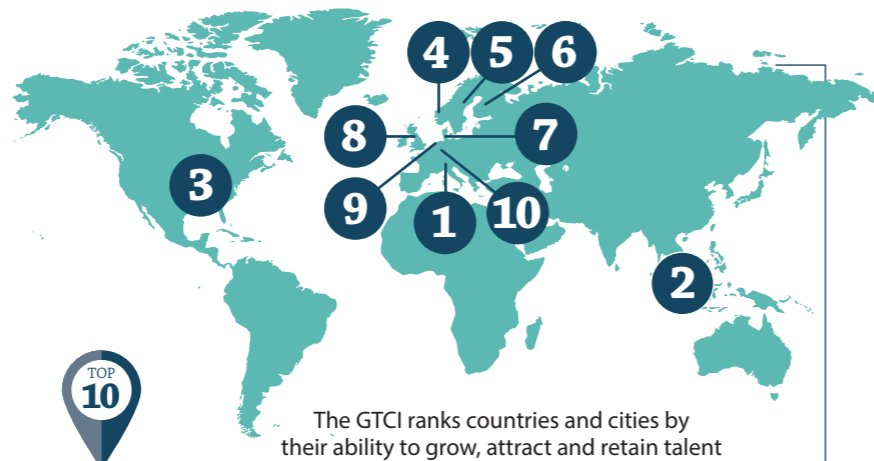 4 5 6
8 7
3
9 1 10
2
TOP
10
The GTCI ranks countries and cities by
their ability to grow, attract and retain talent